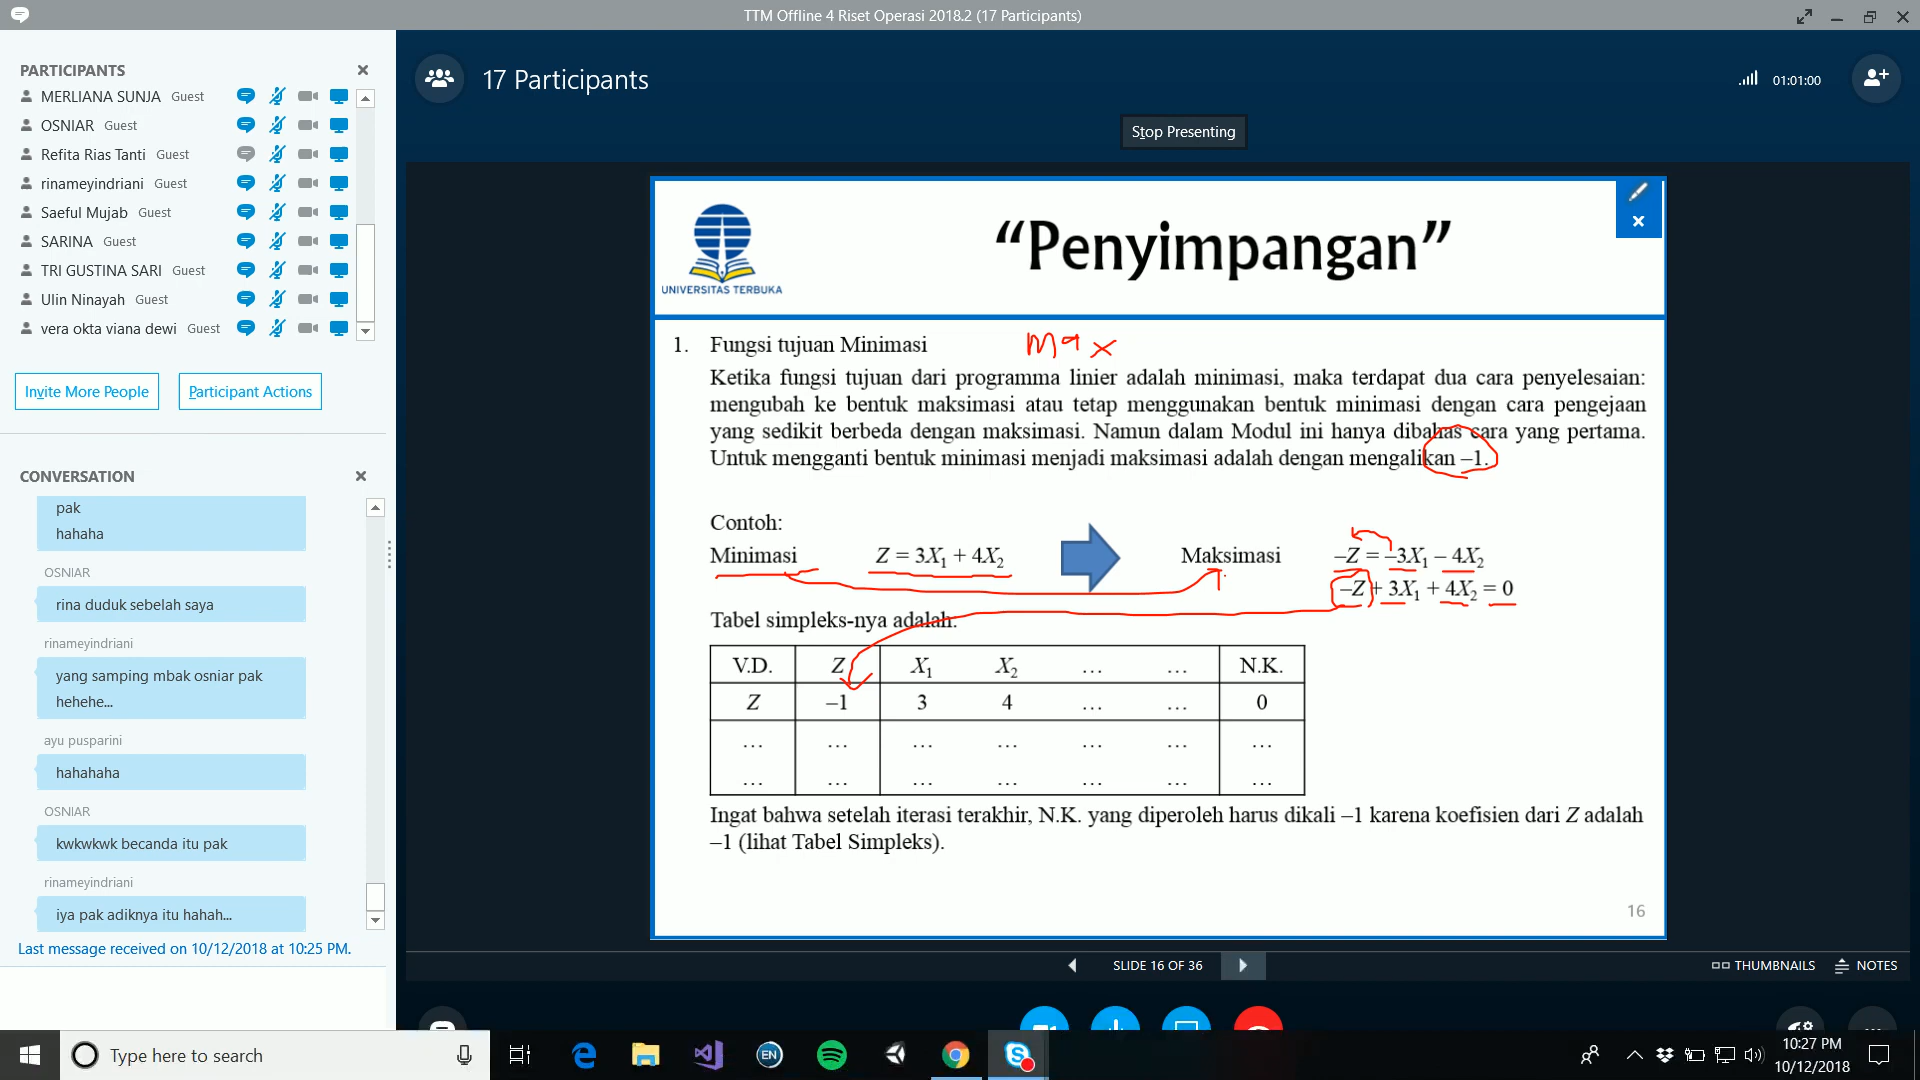 TTM Offline 4 Riset Operasi 2018.2 (17 Participants)
PARTICIPANTS
MERLIANA SUNJA Guest
OSNIAR Guest
Refita Rias Tanti Guest
rinameyindriani Guest
Saeful Mujab Guest
SARINA Guest
TRI GUSTINA SARI Guest
Ulin Ninayah Guest
vera okta viana dewi Guest
Invite More People
Participant Actions
CONVERSATION
pak
hahaha
OSNIAR
rina duduk sebelah saya
rinameyindriani
yang samping mbak osniar pak
hehehe...
ayu pusparini
hahahaha
OSNIAR
kwkwkwk becanda itu pak
rinameyindriani
iya pak adiknya itu hahah...
Last message received on 10/12/2018 at 10:25 PM.
17 Participants
01:01:00
Stop Presenting
UNIVERSITAS TERBUKA
“Penyimpangan”
1. Fungsi tujuan Minimasi
Max
Ketika fungsi tujuan dari programma linier adalah minimasi, maka terdapat dua cara penyelesaian:
mengubah ke bentuk maksimasi atau tetap menggunakan bentuk minimasi dengan cara pengejaan
yang sedikit berbeda dengan maksimasi. Namun dalam Modul ini hanya dibahas cara yang pertama.
Untuk mengganti bentuk minimasi menjadi maksimasi adalah dengan mengalikan –1.
Contoh:
Minimasi Z = 3X₁ + 4X₂ Maksimasi –Z = –3X₁ – 4X₂
–Z + 3X₁ + 4X₂ = 0
Tabel simpleks-nya adalah:
V.D. Z X₁ X₂ ... ... N.K.
Z –1 3 4 ... ... 0
... ... ... ... ... ... ...
... ... ... ... ... ... ...
Ingat bahwa setelah iterasi terakhir, N.K. yang diperoleh harus dikali –1 karena koefisien dari Z adalah
–1 (lihat Tabel Simpleks).
16
SLIDE 16 OF 36
THUMBNAILS
NOTES
Type here to search
EN
10:27 PM
10/12/2018